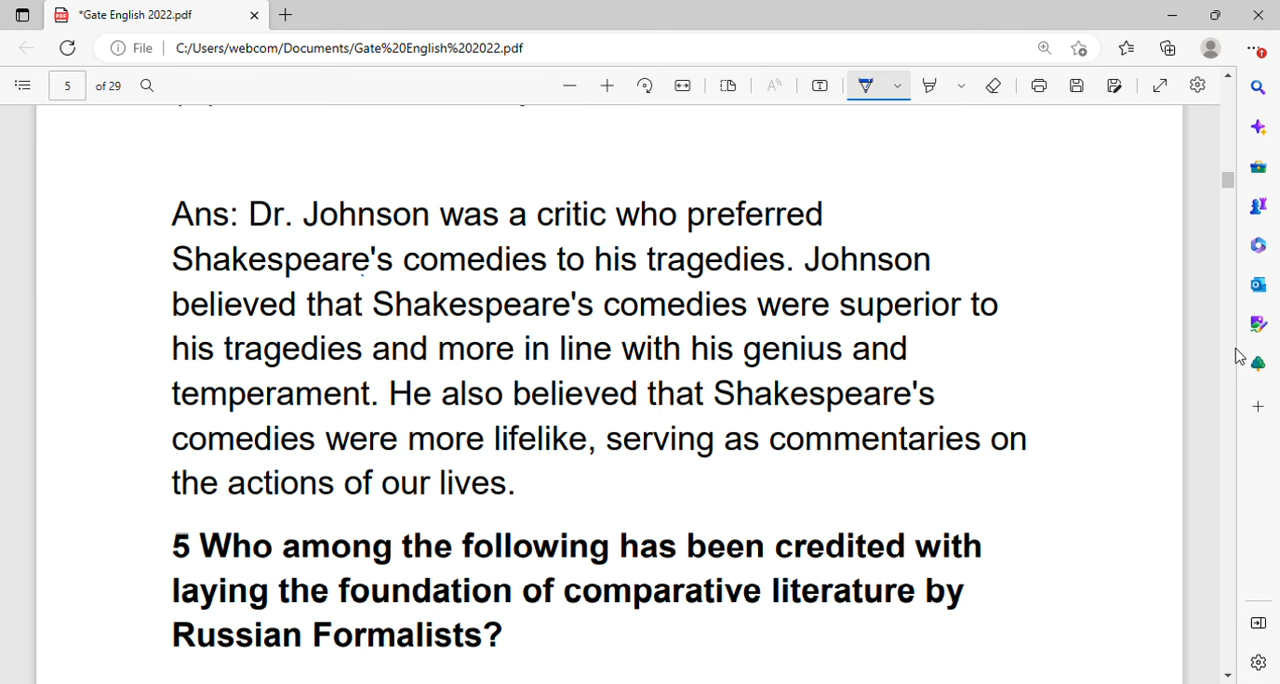 *Gate English 2022.pdf
File C:/Users/webcom/Documents/Gate%20English%202022.pdf
5 of 29
Ans: Dr. Johnson was a critic who preferred
Shakespeare's comedies to his tragedies. Johnson
believed that Shakespeare's comedies were superior to
his tragedies and more in line with his genius and
temperament. He also believed that Shakespeare's
comedies were more lifelike, serving as commentaries on
the actions of our lives.
5 Who among the following has been credited with
laying the foundation of comparative literature by
Russian Formalists?